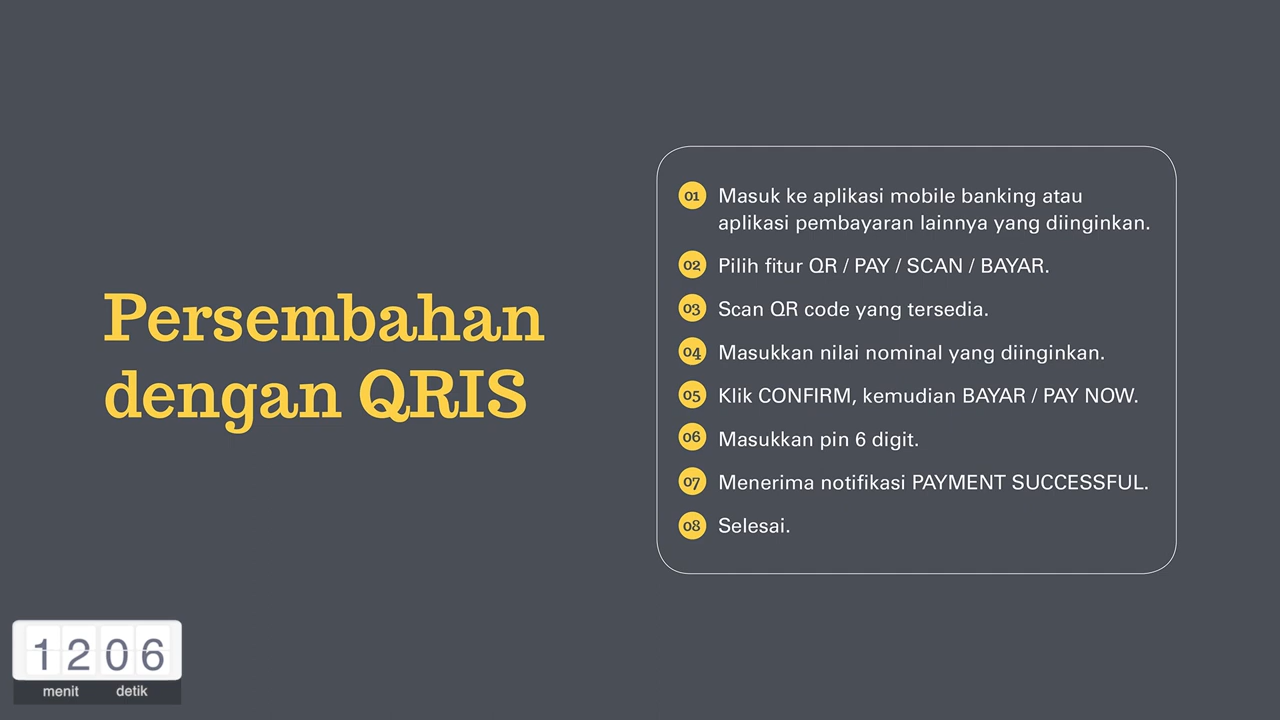 Persembahan
dengan QRIS
01 Masuk ke aplikasi mobile banking atau
aplikasi pembayaran lainnya yang diinginkan.
02 Pilih fitur QR / PAY / SCAN / BAYAR.
03 Scan QR code yang tersedia.
04 Masukkan nilai nominal yang diinginkan.
05 Klik CONFIRM, kemudian BAYAR / PAY NOW.
06 Masukkan pin 6 digit.
07 Menerima notifikasi PAYMENT SUCCESSFUL.
08 Selesai.
12 06
menit detik